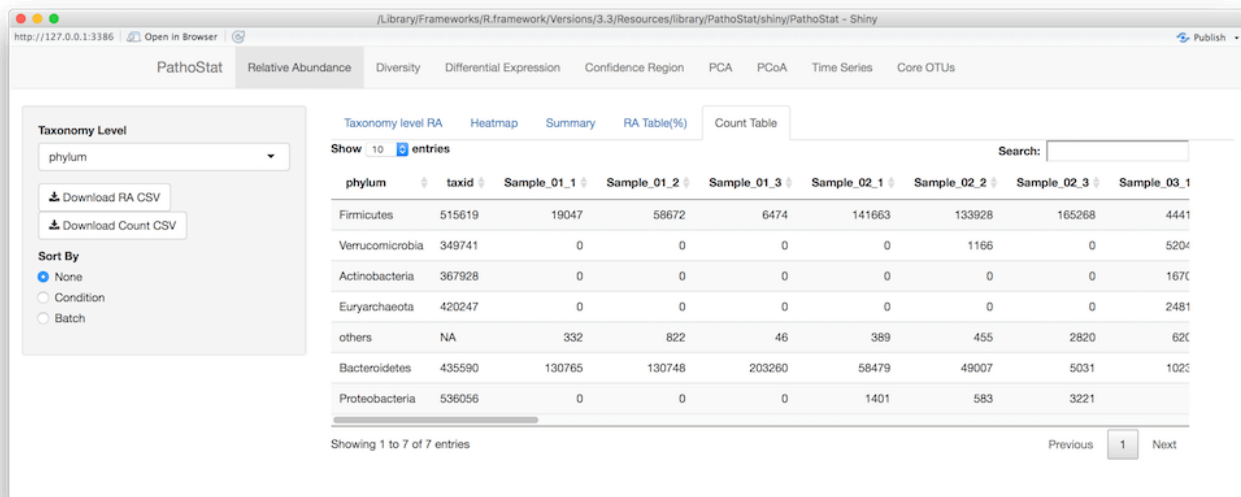 /Library/Frameworks/R.framework/Versions/3.3/Resources/library/PathoStat/shiny/PathoStat - Shiny
http://127.0.0.1:3386 Open in Browser Publish
PathoStat Relative Abundance Diversity Differential Expression Confidence Region PCA PCoA Time Series Core OTUs
Taxonomy Level
phylum
Download RA CSV
Download Count CSV
Sort By
None
Condition
Batch
Taxonomy level RA Heatmap Summary RA Table(%) Count Table
Show 10 entries Search:
phylum taxid Sample_01_1 Sample_01_2 Sample_01_3 Sample_02_1 Sample_02_2 Sample_02_3 Sample_03_1
Firmicutes 515619 19047 58672 6474 141663 133928 165268 4441
Verrucomicrobia 349741 0 0 0 0 1166 0 5204
Actinobacteria 367928 0 0 0 0 0 0 1670
Euryarchaeota 420247 0 0 0 0 0 0 2481
others NA 332 822 46 389 455 2820 620
Bacteroidetes 435590 130765 130748 203260 58479 49007 5031 1023
Proteobacteria 536056 0 0 0 1401 583 3221
Showing 1 to 7 of 7 entries Previous 1 Next